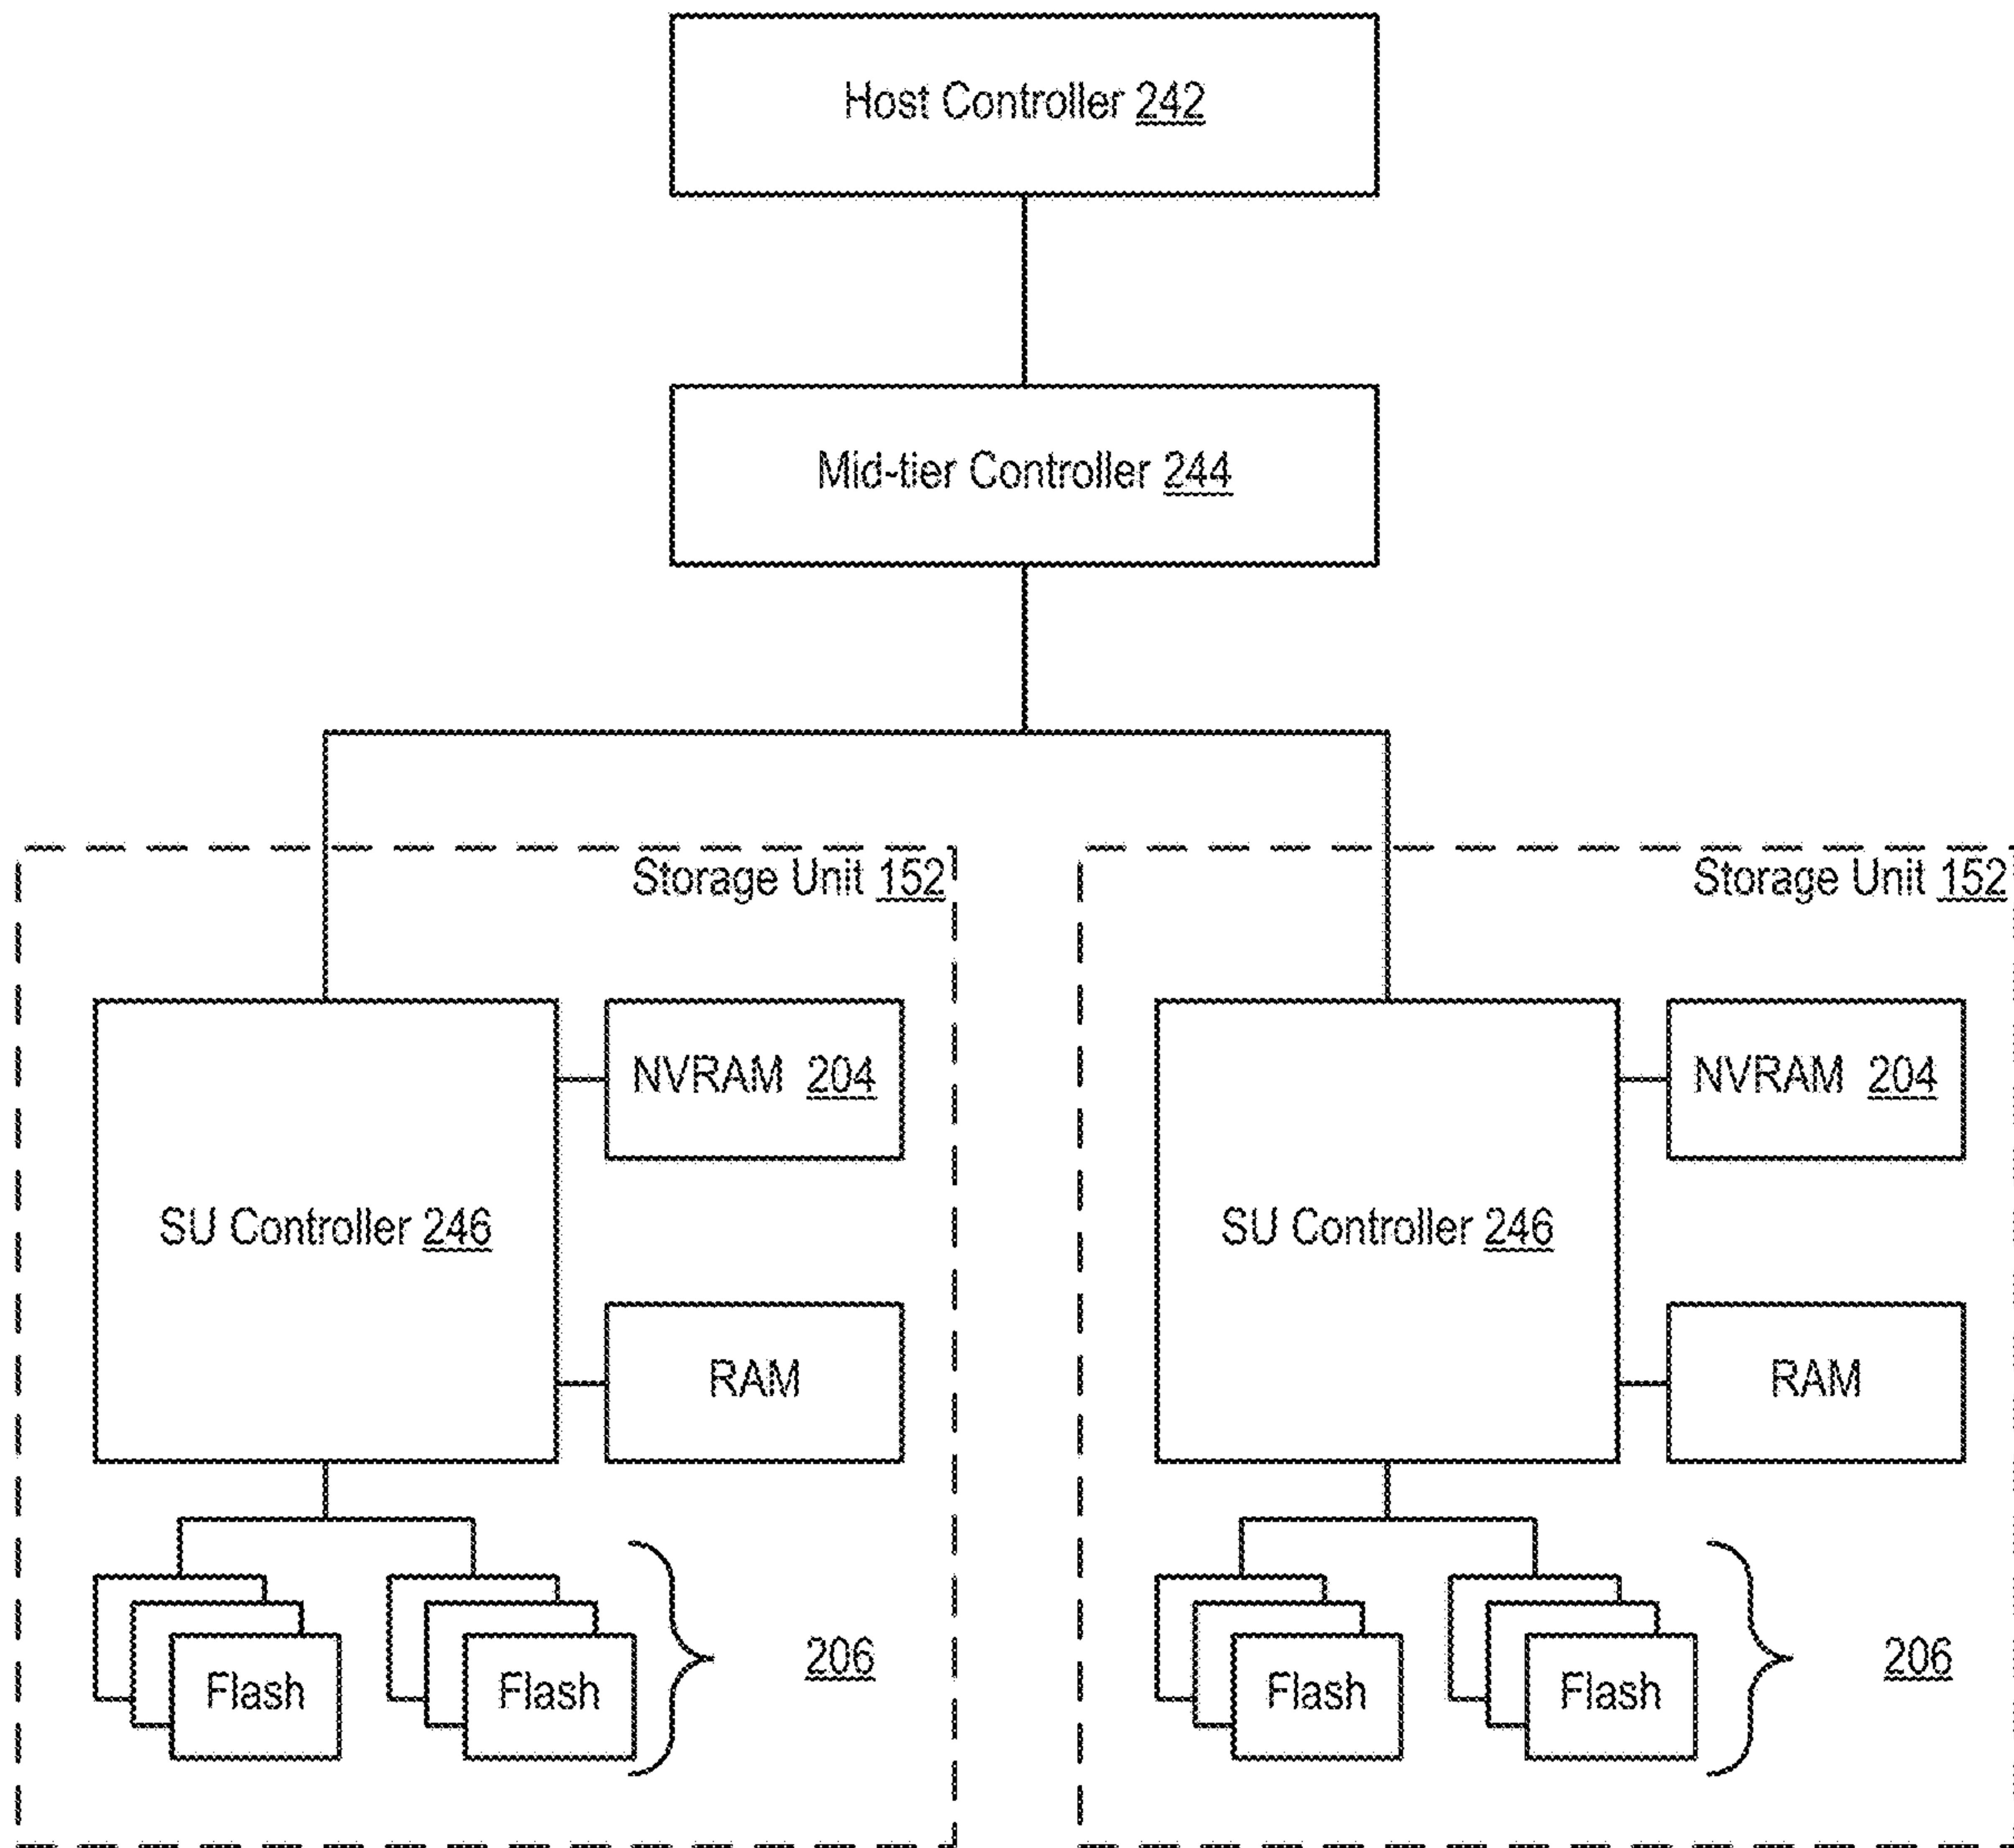 Host Controller 242
Mid-tier Controller 244
Storage Unit 152
Storage Unit 152
NVRAM 204
NVRAM 204
SU Controller 246
SU Controller 246
RAM
RAM
Flash
Flash
206
Flash
Flash
206